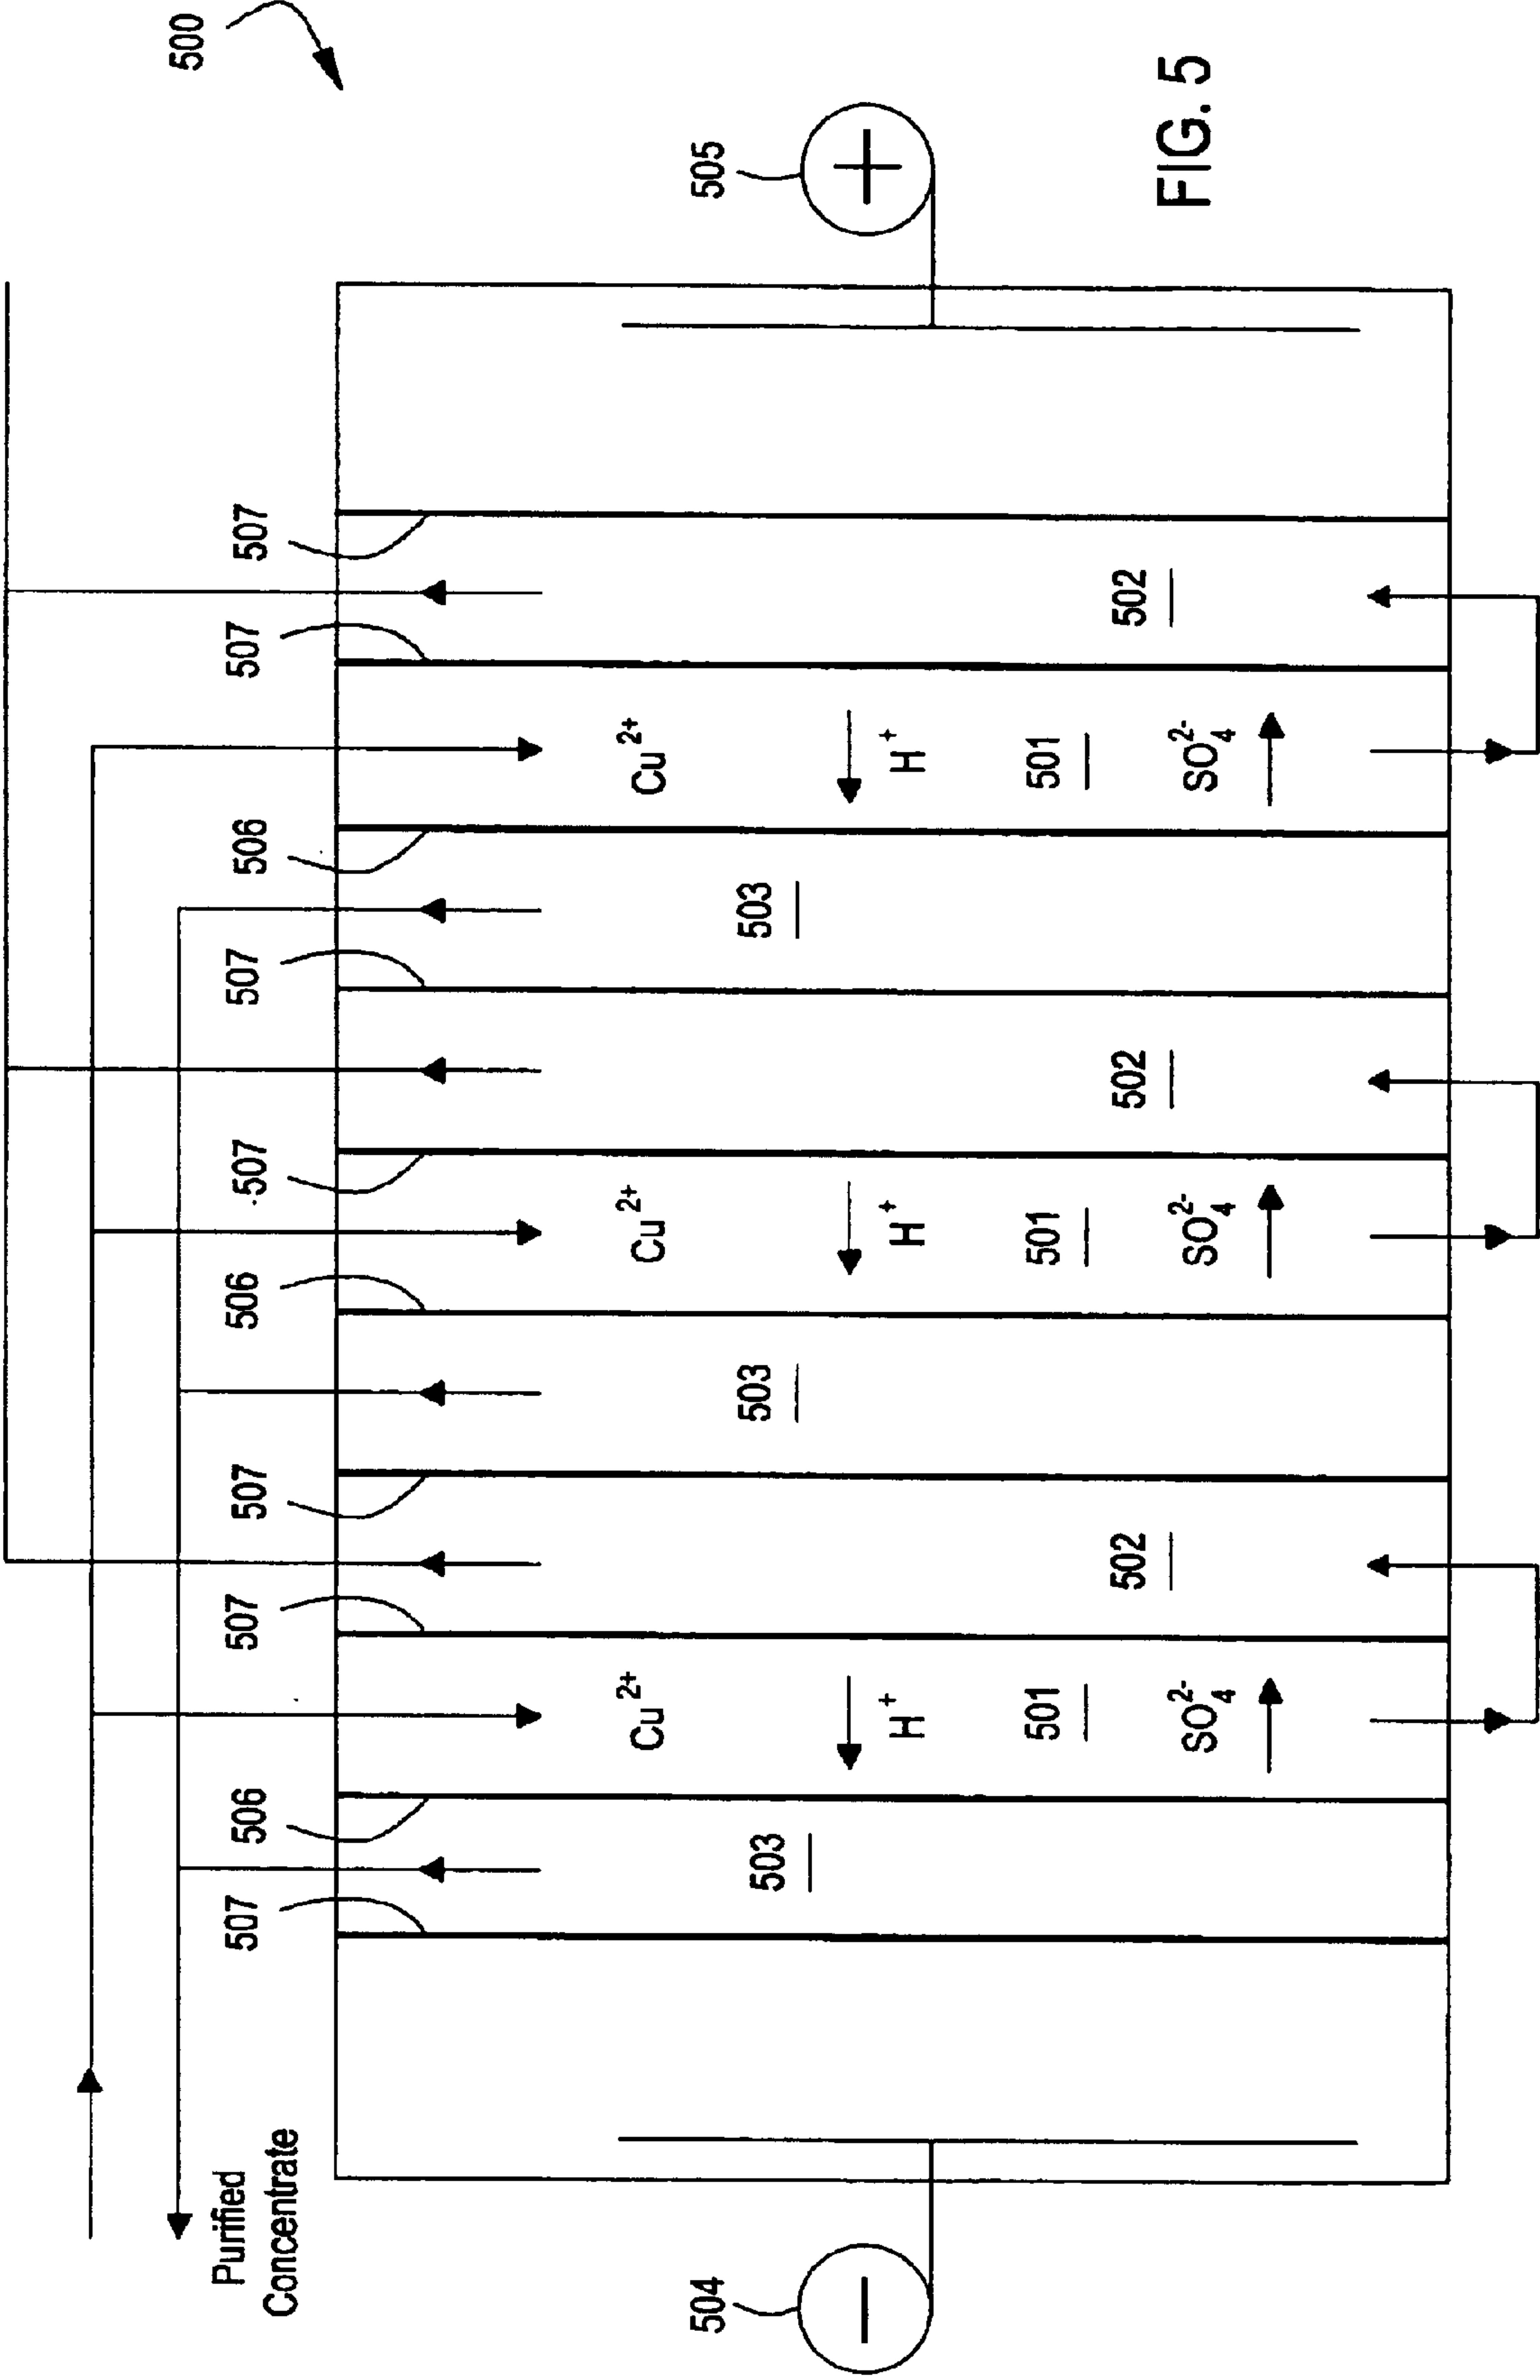 500
Purified
Concentrate
507 506 507 507 506 507 507 506 507 507
Cu²⁺ Cu²⁺ Cu²⁺
504 505
503 503 503
H⁺ H⁺ H⁺
501 501 501
502 502 502
SO₄²⁻ SO₄²⁻ SO₄²⁻
FIG. 5